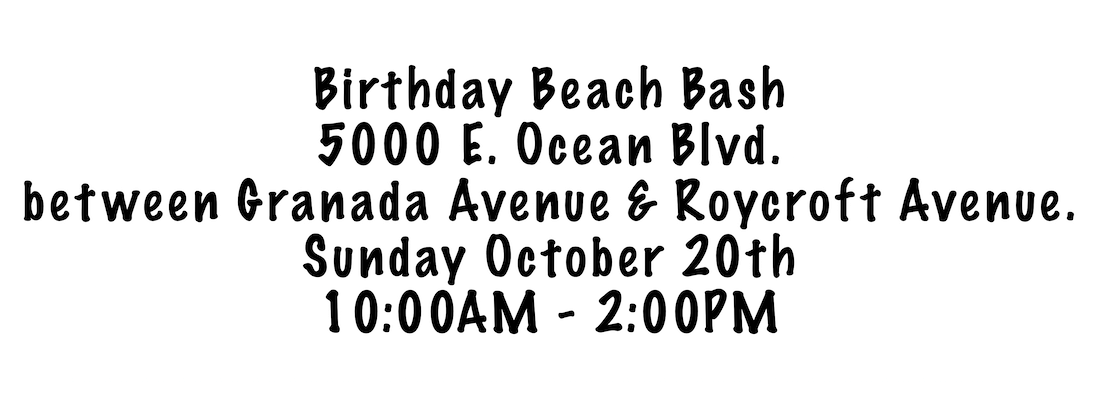 Birthday Beach Bash
5000 E. Ocean Blvd.
between Granada Avenue & Roycroft Avenue.
Sunday October 20th
10:00AM - 2:00PM